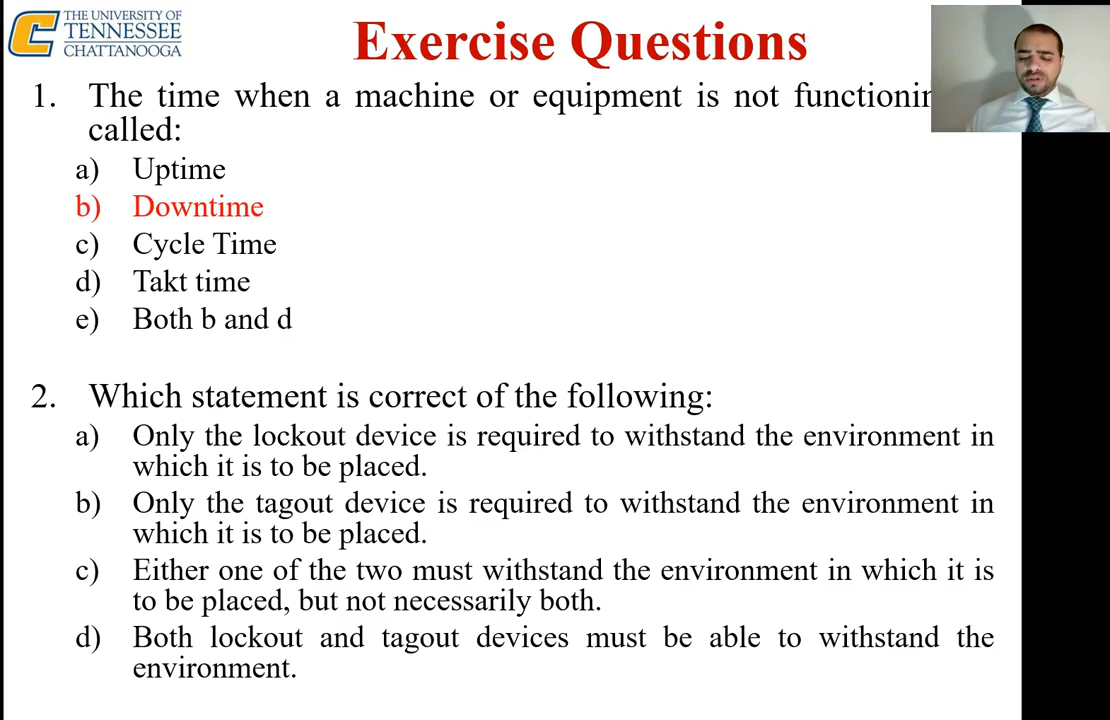 THE UNIVERSITY OF
TENNESSEE
CHATTANOOGA
Exercise Questions
1. The time when a machine or equipment is not
called:
a) Uptime
b) Downtime
c) Cycle Time
d) Takt time
e) Both b and d
2. Which statement is correct of the following:
a) Only the lockout device is required to withstand the environment in
which it is to be placed.
b) Only the tagout device is required to withstand the environment in
which it is to be placed.
c) Either one of the two must withstand the environment in which it is
to be placed, but not necessarily both.
d) Both lockout and tagout devices must be able to withstand the
environment.